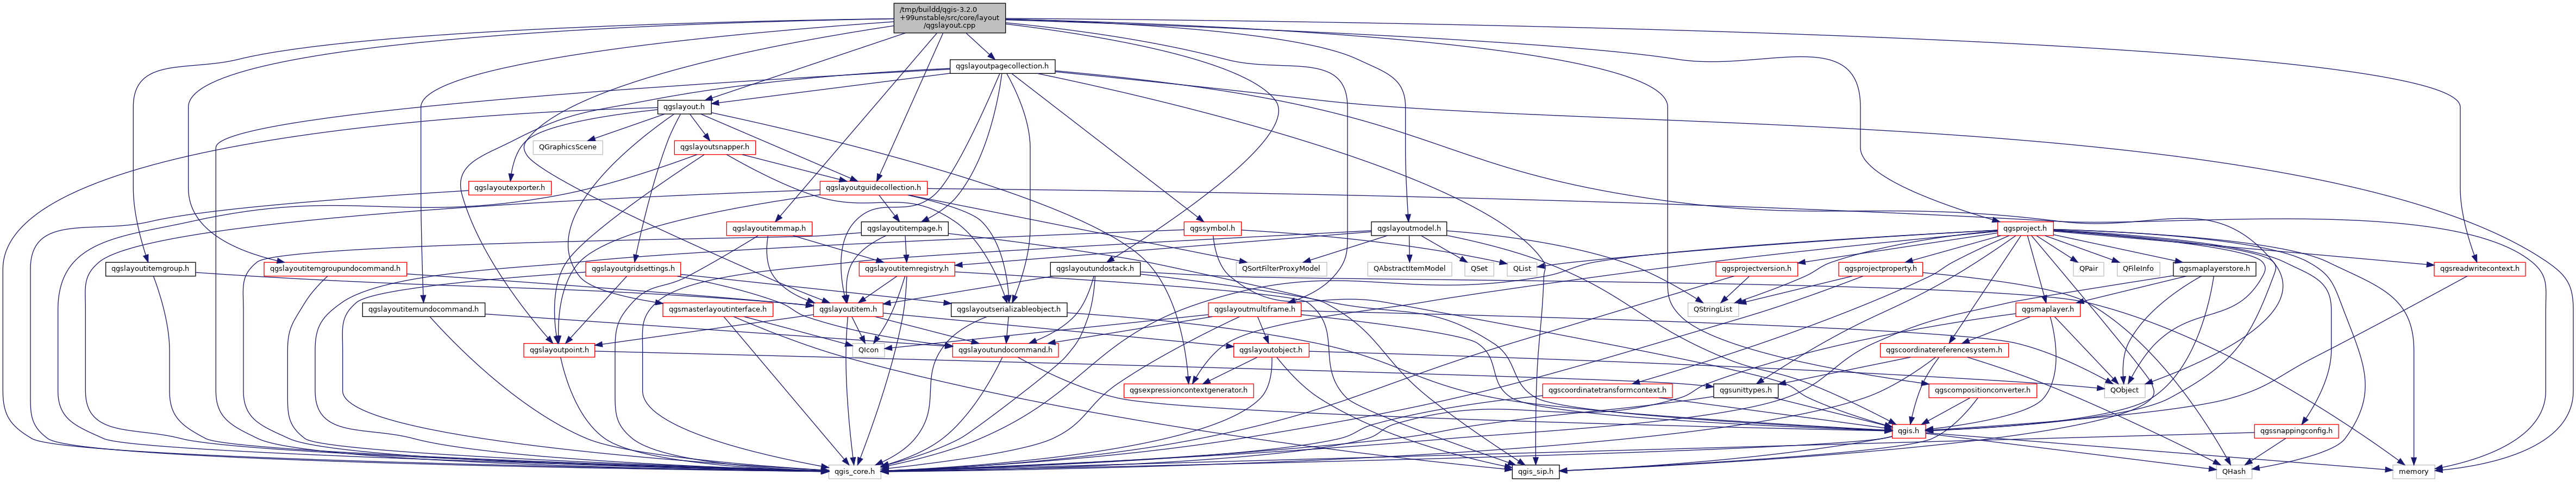 /tmp/buildd/qgis-3.2.0
+99unstable/src/core/layout
/qgslayout.cpp
qgslayoutpagecollection.h
qgslayout.h
QGraphicsScene
qgslayoutsnapper.h
qgslayoutexporter.h
qgslayoutguidecollection.h
qgslayoutitemmap.h
qgslayoutitempage.h
qgssymbol.h
qgslayoutmodel.h
qgsproject.h
qgslayoutitemgroup.h
qgslayoutitemgroupundocommand.h
qgslayoutgridsettings.h
qgslayoutitemregistry.h
qgslayoutundostack.h
QSortFilterProxyModel
QAbstractItemModel
QSet
QList
qgsprojectversion.h
qgsprojectproperty.h
QPair
QFileInfo
qgsmaplayerstore.h
qgsreadwritecontext.h
qgslayoutitemundocommand.h
qgsmasterlayoutinterface.h
qgslayoutitem.h
qgslayoutserializableobject.h
qgslayoutmultiframe.h
QStringList
qgsmaplayer.h
qgslayoutpoint.h
QIcon
qgslayoutundocommand.h
qgslayoutobject.h
qgscoordinatereferencesystem.h
qgsexpressioncontextgenerator.h
qgscoordinatetransformcontext.h
qgsunittypes.h
qgscompositionconverter.h
QObject
qgis.h
qgssnappingconfig.h
qgis_core.h
qgis_sip.h
QHash
memory